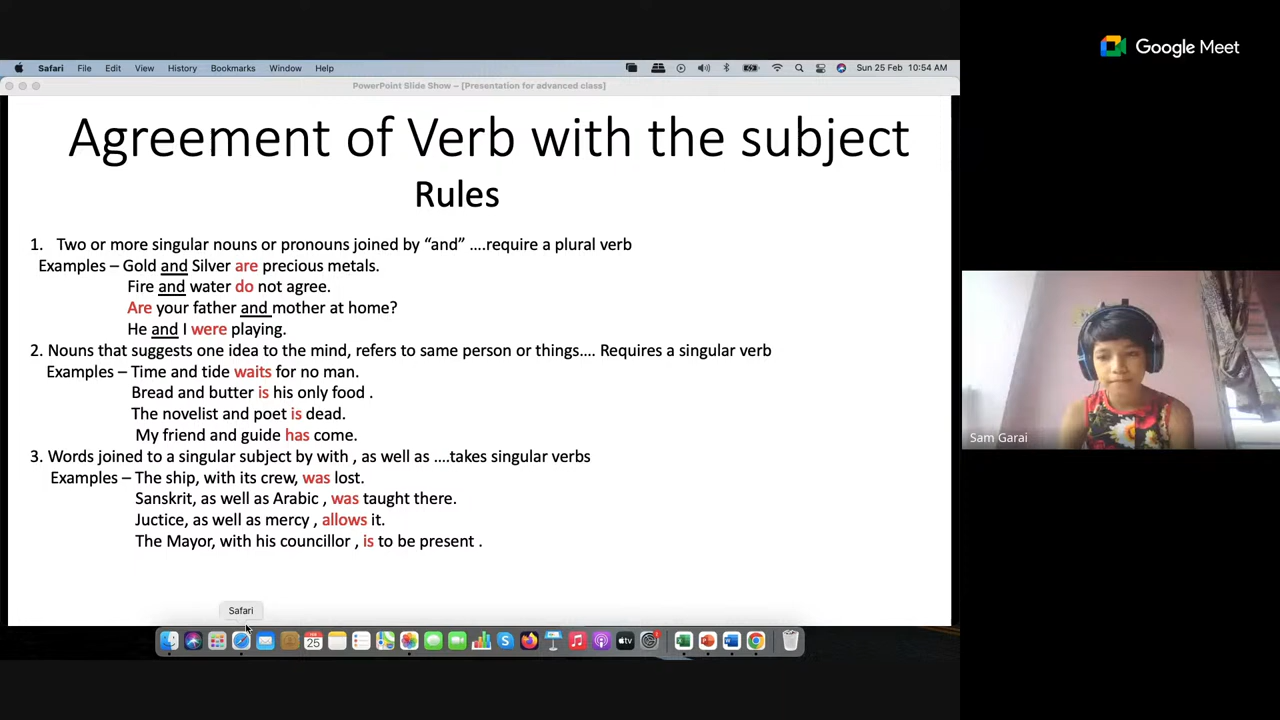 Google Meet
Safari File Edit View History Bookmarks Window Help Sun 25 Feb 10:54 AM
PowerPoint Slide Show – [Presentation for advanced class]
Agreement of Verb with the subject
Rules
1. Two or more singular nouns or pronouns joined by “and” ....require a plural verb
Examples – Gold and Silver are precious metals.
Fire and water do not agree.
Are your father and mother at home?
He and I were playing.
2. Nouns that suggests one idea to the mind, refers to same person or things.... Requires a singular verb
Examples – Time and tide waits for no man.
Bread and butter is his only food .
The novelist and poet is dead.
My friend and guide has come.
3. Words joined to a singular subject by with , as well as ....takes singular verbs
Examples – The ship, with its crew, was lost.
Sanskrit, as well as Arabic , was taught there.
Juctice, as well as mercy , allows it.
The Mayor, with his councillor , is to be present .
Sam Garai
Safari
FEB
25
tv